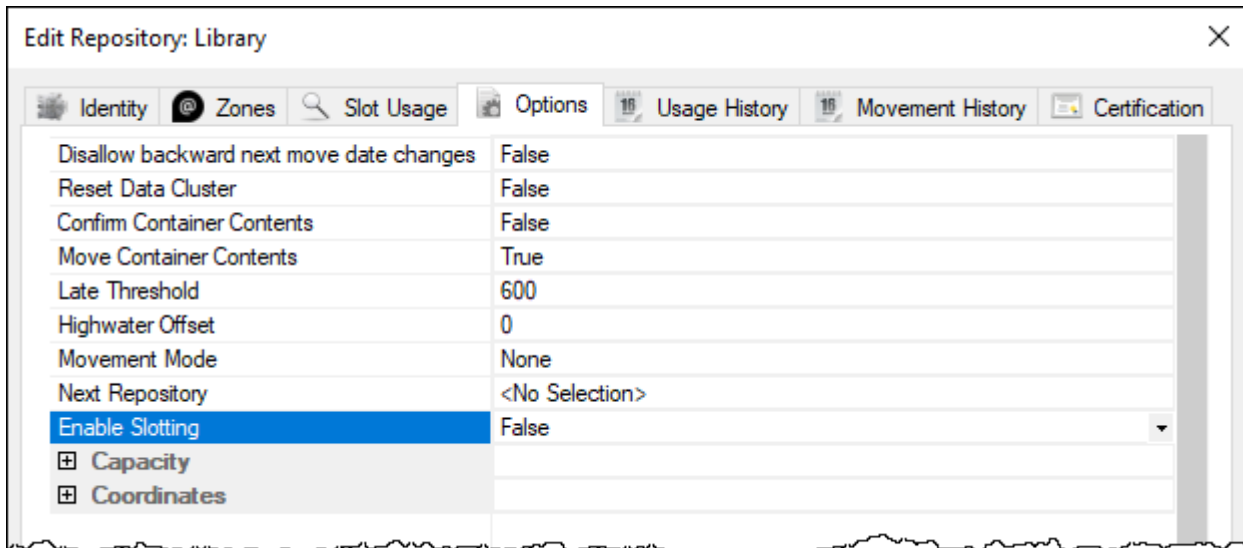 Edit Repository: Library
Identity Zones Slot Usage Options 16 Usage History 16 Movement History Certification
Disallow backward next move date changes False
Reset Data Cluster False
Confirm Container Contents False
Move Container Contents True
Late Threshold 600
Highwater Offset 0
Movement Mode None
Next Repository <No Selection>
Enable Slotting False
Capacity
Coordinates